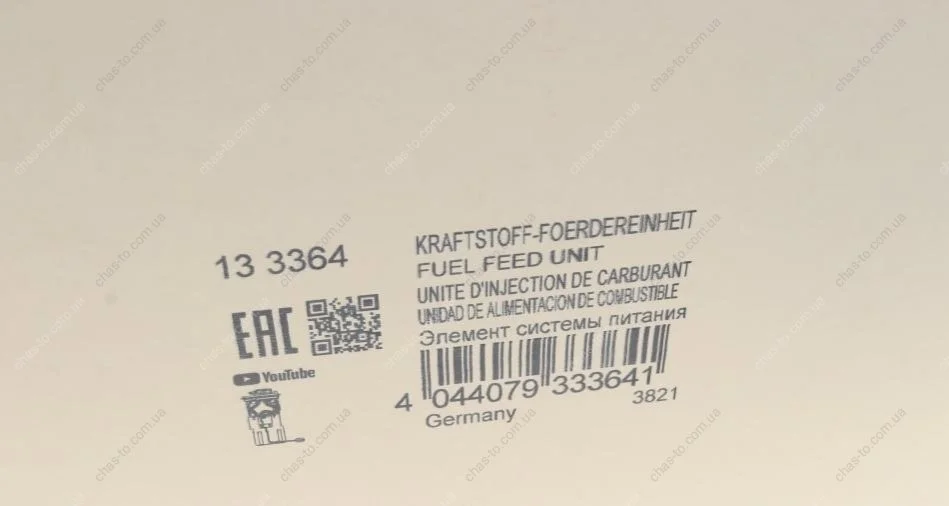 13 3364
KRAFTSTOFF-FOERDEREINHEIT
FUEL FEED UNIT
UNITE D'INJECTION DE CARBURANT
UNIDAD DE ALIMENTACION DE COMBUSTIBLE
Элемент системы питания
EAC
YouTube
4 044079 333641
Germany
3821
chas-to.com.ua